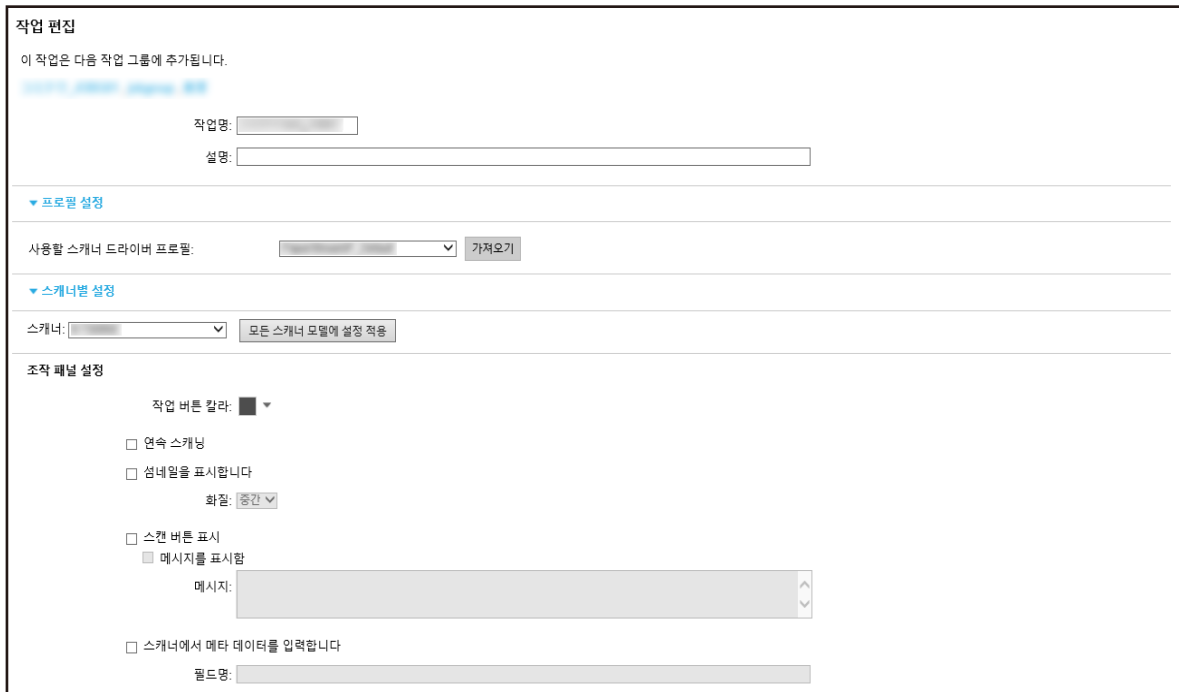 작업 편집
이 작업은 다음 작업 그룹에 추가됩니다.
작업명:
설명:
프로필 설정
사용할 스캐너 드라이버 프로필: 가져오기
스캐너별 설정
스캐너: 모든 스캐너 모델에 설정 적용
조작 패널 설정
작업 버튼 칼라:
연속 스캐닝
섬네일을 표시합니다
화질: 중간
스캔 버튼 표시
메시지를 표시함
메시지:
스캐너에서 메타 데이터를 입력합니다
필드명: